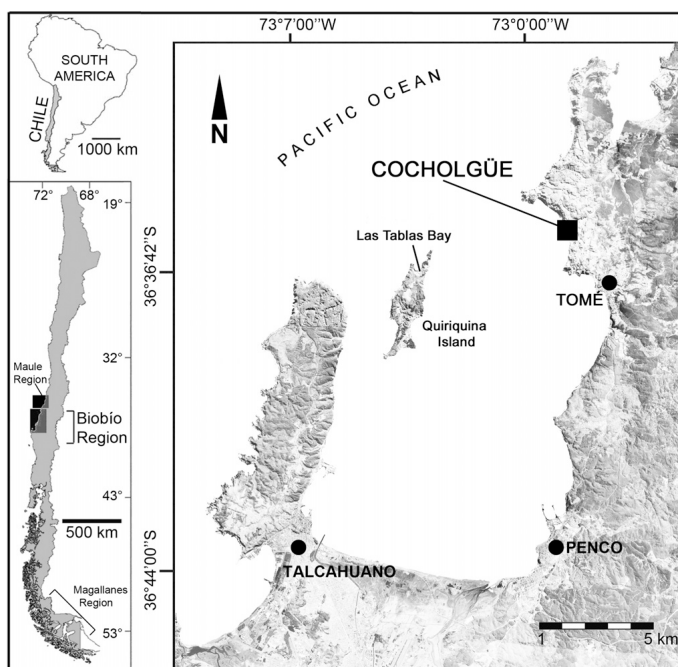 73°7'00''W
73°0'00''W
SOUTH
AMERICA
CHILE
1000 km
72°
68°
19°
32°
Maule
Region
Biobío
Region
43°
500 km
Magallanes
Region
53°
N
PACIFIC OCEAN
COCHOLGÜE
Las Tablas Bay
36°36'42''S
TOMÉ
Quiriquina
Island
36°44'00''S
TALCAHUANO
PENCO
1
5 km